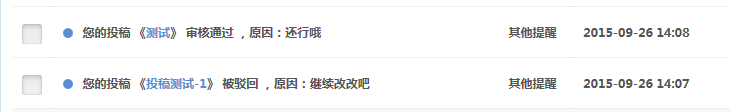 您的投稿 《测试》 审核通过 ，原因：还行哦 其他提醒 2015-09-26 14:08
您的投稿 《投稿测试-1》 被驳回 ，原因：继续改改吧 其他提醒 2015-09-26 14:07